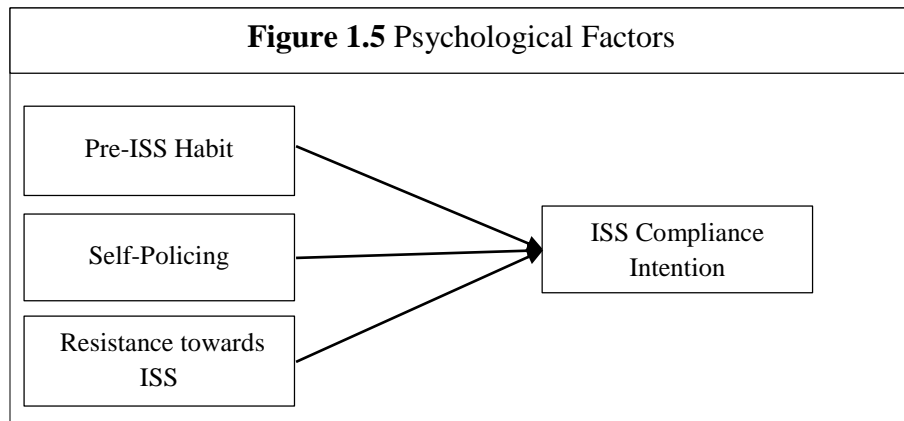 Figure 1.5 Psychological Factors
Pre-ISS Habit
Self-Policing
Resistance towards
ISS
ISS Compliance
Intention